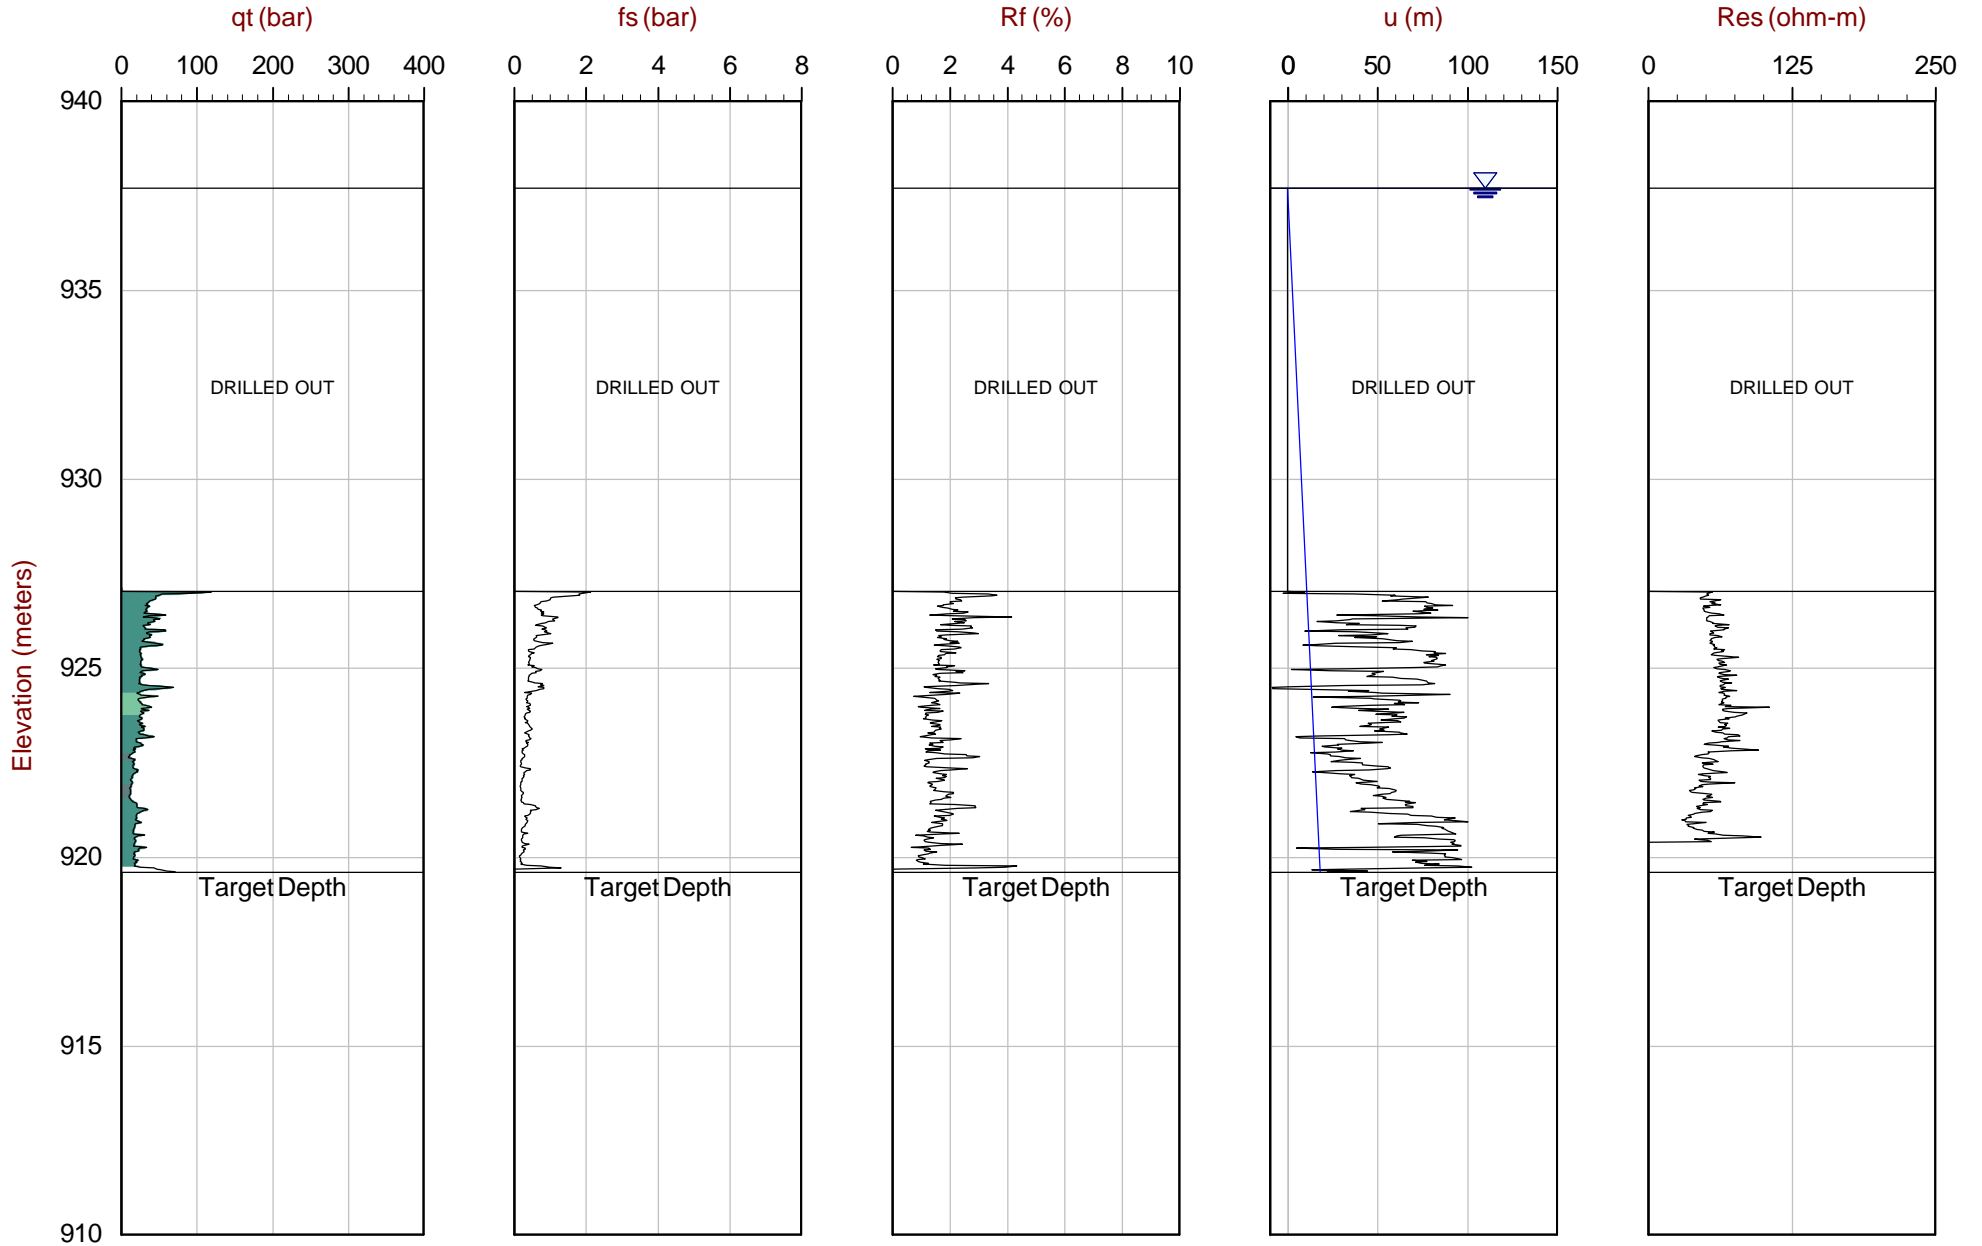 qt (bar) fs (bar) Rf (%) u (m) Res (ohm-m)
0 100 200 300 400 0 2 4 6 8 0 2 4 6 8 10 0 50 100 150 0 125 250
940
935
DRILLED OUT DRILLED OUT DRILLED OUT DRILLED OUT DRILLED OUT
930
Elevation (meters)
925
920
Target Depth Target Depth Target Depth Target Depth Target Depth
915
910